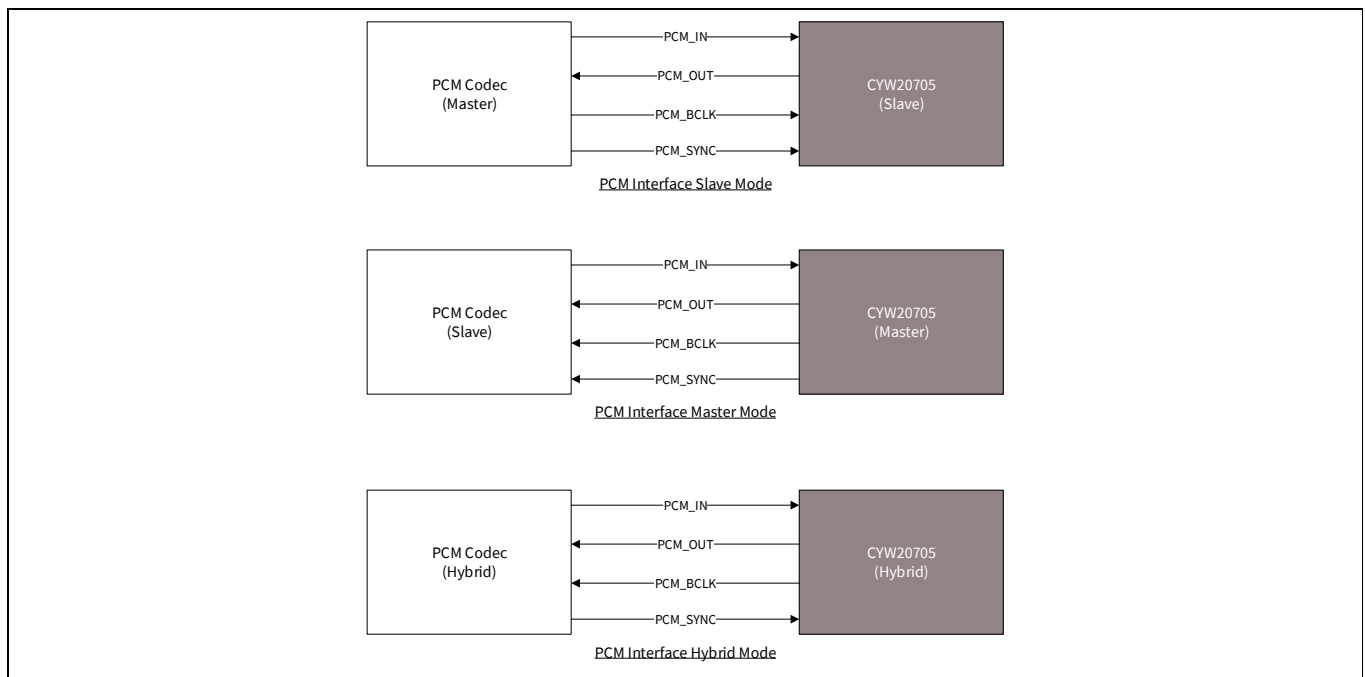 PCM_IN
PCM Codec
(Master)
PCM_OUT
CYW20705
(Slave)
PCM_BCLK
PCM_SYNC
PCM Interface Slave Mode
PCM_IN
PCM Codec
(Slave)
PCM_OUT
CYW20705
(Master)
PCM_BCLK
PCM_SYNC
PCM Interface Master Mode
PCM_IN
PCM Codec
(Hybrid)
PCM_OUT
CYW20705
(Hybrid)
PCM_BCLK
PCM_SYNC
PCM Interface Hybrid Mode